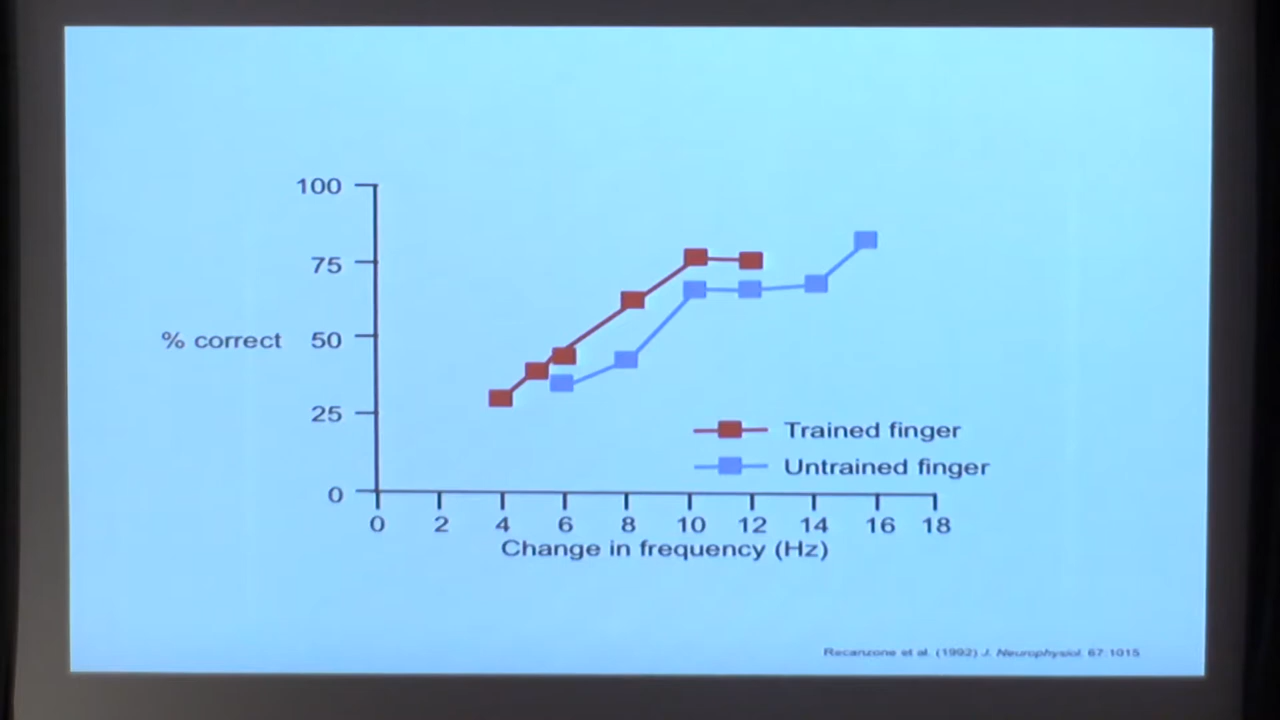 100
75
% correct 50
25
0
Trained finger
Untrained finger
0 2 4 6 8 10 12 14 16 18
Change in frequency (Hz)
Recanzone et al. (1992) J. Neurophysiol. 67:1015